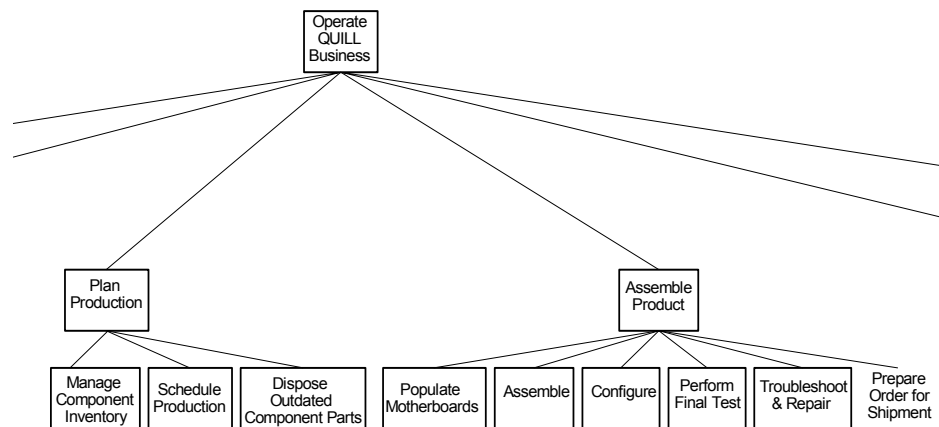 Operate
QUILL
Business
Plan
Production
Assemble
Product
Manage
Component
Inventory
Schedule
Production
Dispose
Outdated
Component Parts
Populate
Motherboards
Assemble
Configure
Perform
Final Test
Troubleshoot
& Repair
Prepare
Order for
Shipment